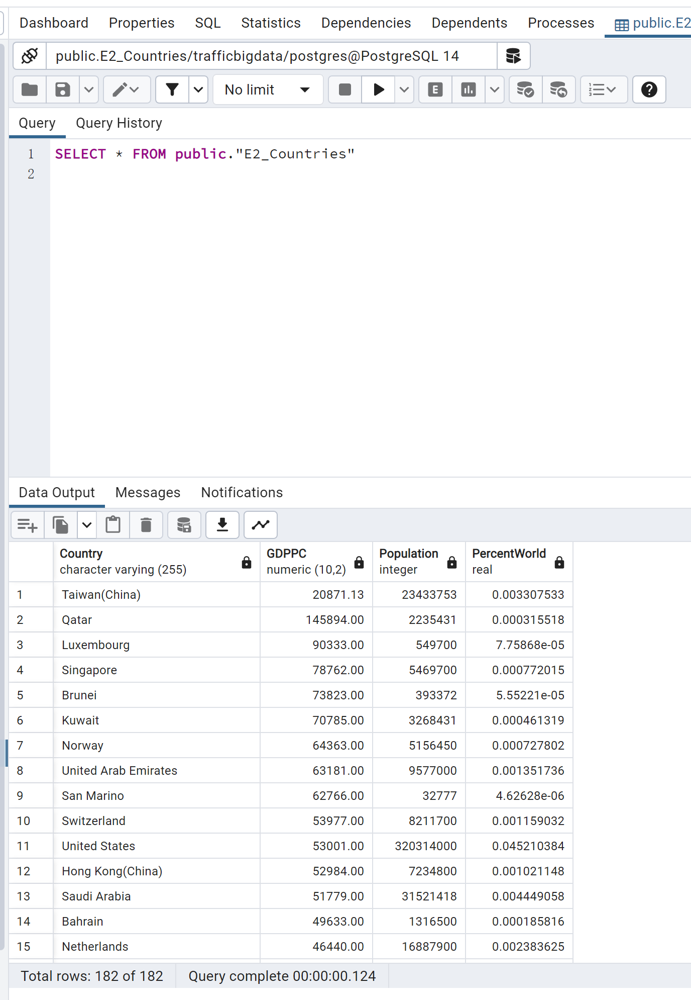 Dashboard Properties SQL Statistics Dependencies Dependents Processes public.E2
public.E2_Countries/trafficbigdata/postgres@PostgreSQL 14
No limit E 1 2 3 ?
Query Query History
1 SELECT * FROM public."E2_Countries"
2
Data Output Messages Notifications
Country GDPPC Population PercentWorld
character varying (255) numeric (10,2) integer real
1 Taiwan(China) 20871.13 23433753 0.003307533
2 Qatar 145894.00 2235431 0.000315518
3 Luxembourg 90333.00 549700 7.75868e-05
4 Singapore 78762.00 5469700 0.000772015
5 Brunei 73823.00 393372 5.55221e-05
6 Kuwait 70785.00 3268431 0.000461319
7 Norway 64363.00 5156450 0.000727802
8 United Arab Emirates 63181.00 9577000 0.001351736
9 San Marino 62766.00 32777 4.62628e-06
10 Switzerland 53977.00 8211700 0.001159032
11 United States 53001.00 320314000 0.045210384
12 Hong Kong(China) 52984.00 7234800 0.001021148
13 Saudi Arabia 51779.00 31521418 0.004449058
14 Bahrain 49633.00 1316500 0.000185816
15 Netherlands 46440.00 16887900 0.002383625
Total rows: 182 of 182 Query complete 00:00:00.124